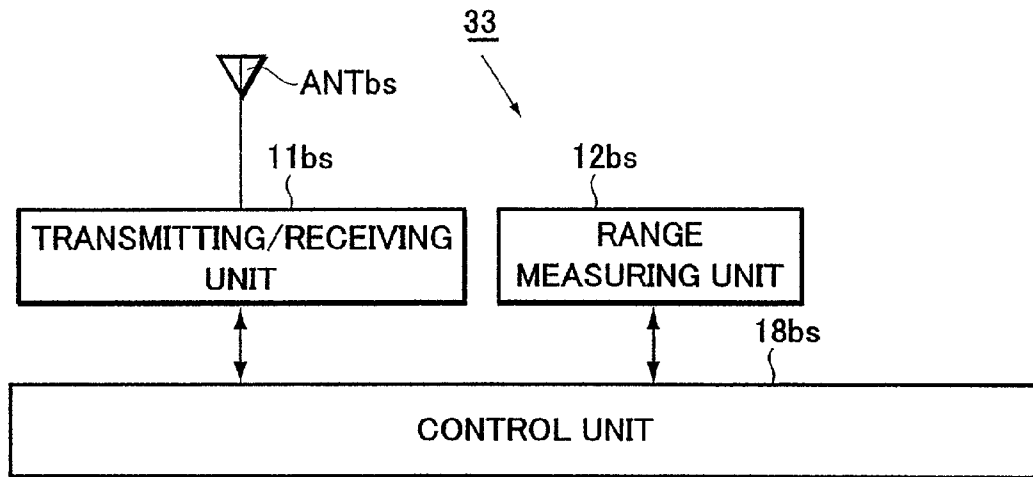 33
ANTbs
11bs
12bs
TRANSMITTING/RECEIVING
UNIT
RANGE
MEASURING UNIT
18bs
CONTROL UNIT